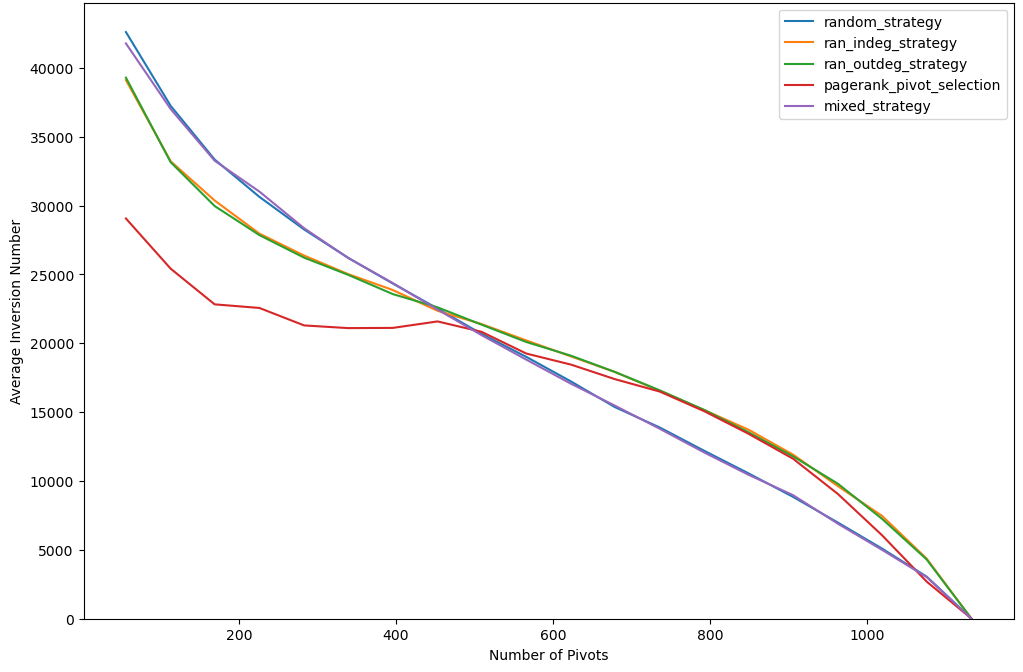 random_strategy
ran_indeg_strategy
ran_outdeg_strategy
pagerank_pivot_selection
mixed_strategy
Average Inversion Number
40000
35000
30000
25000
20000
15000
10000
5000
0
200 400 600 800 1000
Number of Pivots